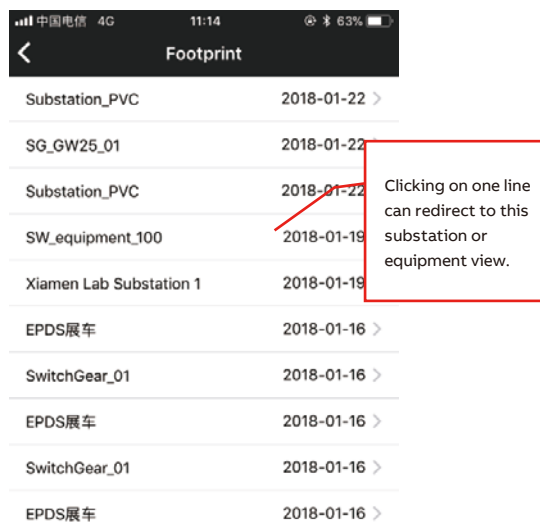 中国电信 4G 11:14 63%
Footprint
Substation_PVC 2018-01-22
SG_GW25_01 2018-01-22
Substation_PVC 2018-01-22
SW_equipment_100 2018-01-19
Xiamen Lab Substation 1 2018-01-19
EPDS展车 2018-01-16
SwitchGear_01 2018-01-16
EPDS展车 2018-01-16
SwitchGear_01 2018-01-16
EPDS展车 2018-01-16
Clicking on one line
can redirect to this
substation or
equipment view.